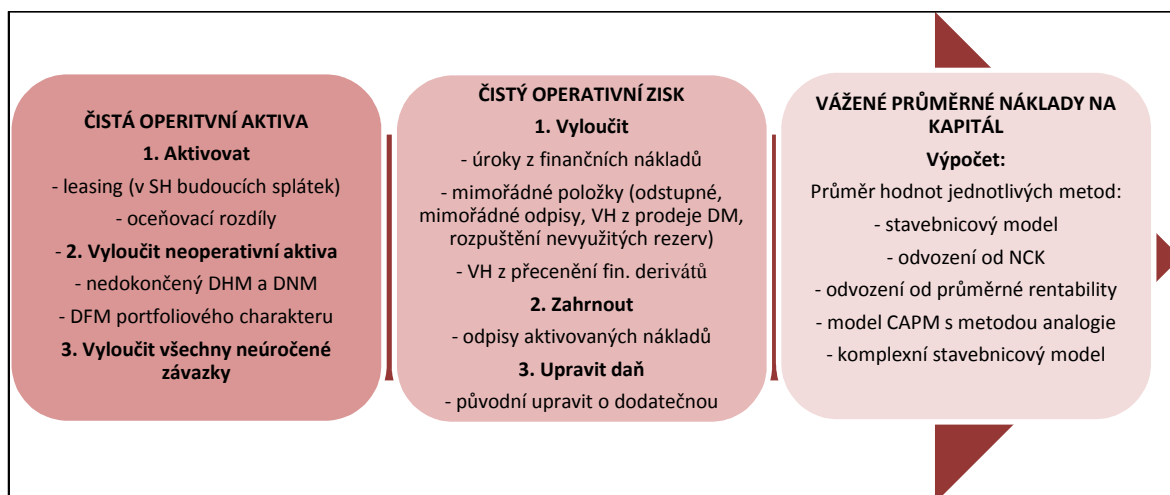 ČISTÁ OPERITVNÍ AKTIVA
1. Aktivovat
- leasing (v SH budoucích splátek)
- oceňovací rozdíly
- 2. Vyloučit neoperativní aktiva
- nedokončený DHM a DNM
- DFM portfoliového charakteru
3. Vyloučit všechny neúročené
závazky
ČISTÝ OPERATIVNÍ ZISK
1. Vyloučit
- úroky z finančních nákladů
- mimořádné položky (odstupné,
mimořádné odpisy, VH z prodeje DM,
rozpuštění nevyužitých rezerv)
- VH z přecenění fin. derivátů
2. Zahrnout
- odpisy aktivovaných nákladů
3. Upravit daň
- původní upravit o dodatečnou
VÁŽENÉ PRŮMĚRNÉ NÁKLADY NA
KAPITÁL
Výpočet:
Průměr hodnot jednotlivých metod:
- stavebnicový model
- odvození od NCK
- odvození od průměrné rentability
- model CAPM s metodou analogie
- komplexní stavebnicový model